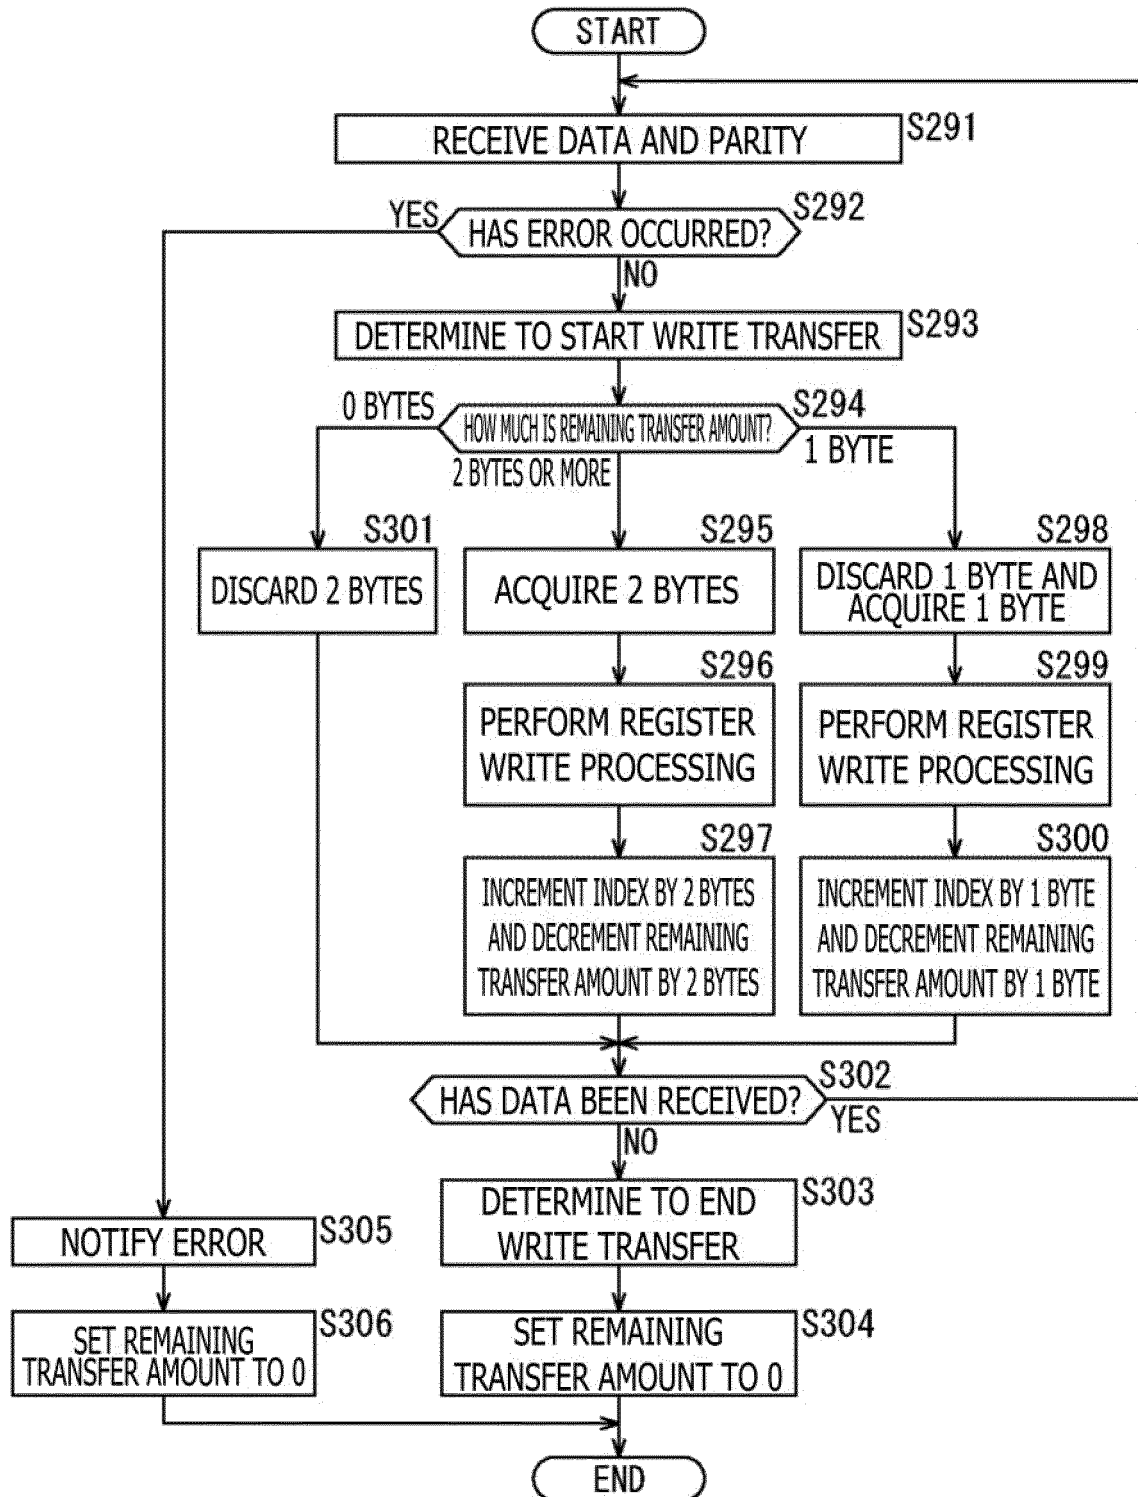 START
RECEIVE DATA AND PARITY
S291
YES
HAS ERROR OCCURRED?
S292
NO
DETERMINE TO START WRITE TRANSFER
S293
0 BYTES
HOW MUCH IS REMAINING TRANSFER AMOUNT?
S294
1 BYTE
2 BYTES OR MORE
S301
DISCARD 2 BYTES
S295
ACQUIRE 2 BYTES
S298
DISCARD 1 BYTE AND
ACQUIRE 1 BYTE
S296
PERFORM REGISTER
WRITE PROCESSING
S299
PERFORM REGISTER
WRITE PROCESSING
S297
INCREMENT INDEX BY 2 BYTES
AND DECREMENT REMAINING
TRANSFER AMOUNT BY 2 BYTES
S300
INCREMENT INDEX BY 1 BYTE
AND DECREMENT REMAINING
TRANSFER AMOUNT BY 1 BYTE
HAS DATA BEEN RECEIVED?
S302
YES
NO
DETERMINE TO END
WRITE TRANSFER
S303
NOTIFY ERROR
S305
SET REMAINING
TRANSFER AMOUNT TO 0
S306
SET REMAINING
TRANSFER AMOUNT TO 0
S304
END